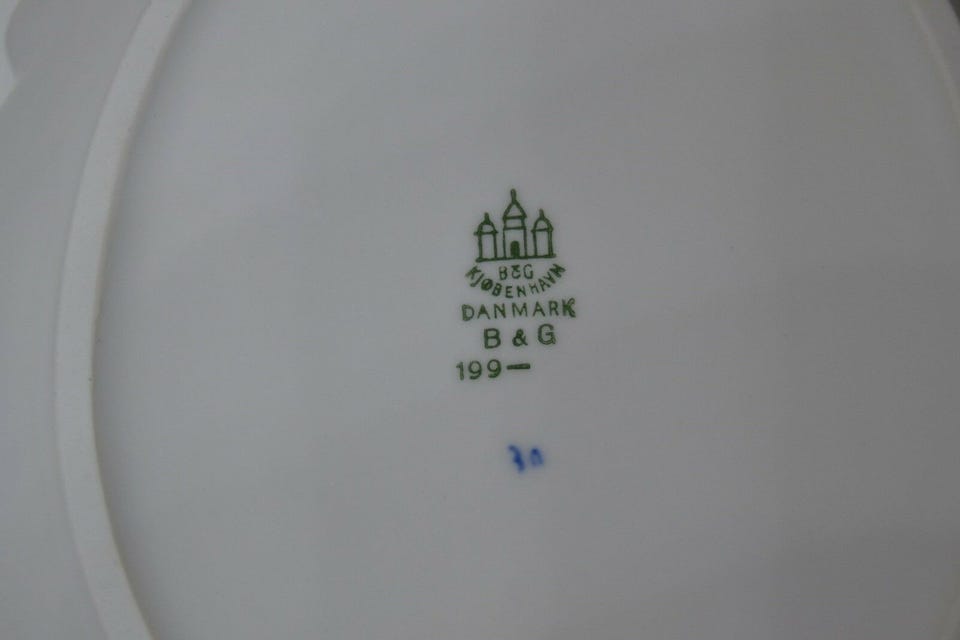 B&G
KJØBENHAVN
DANMARK
B & G
199-